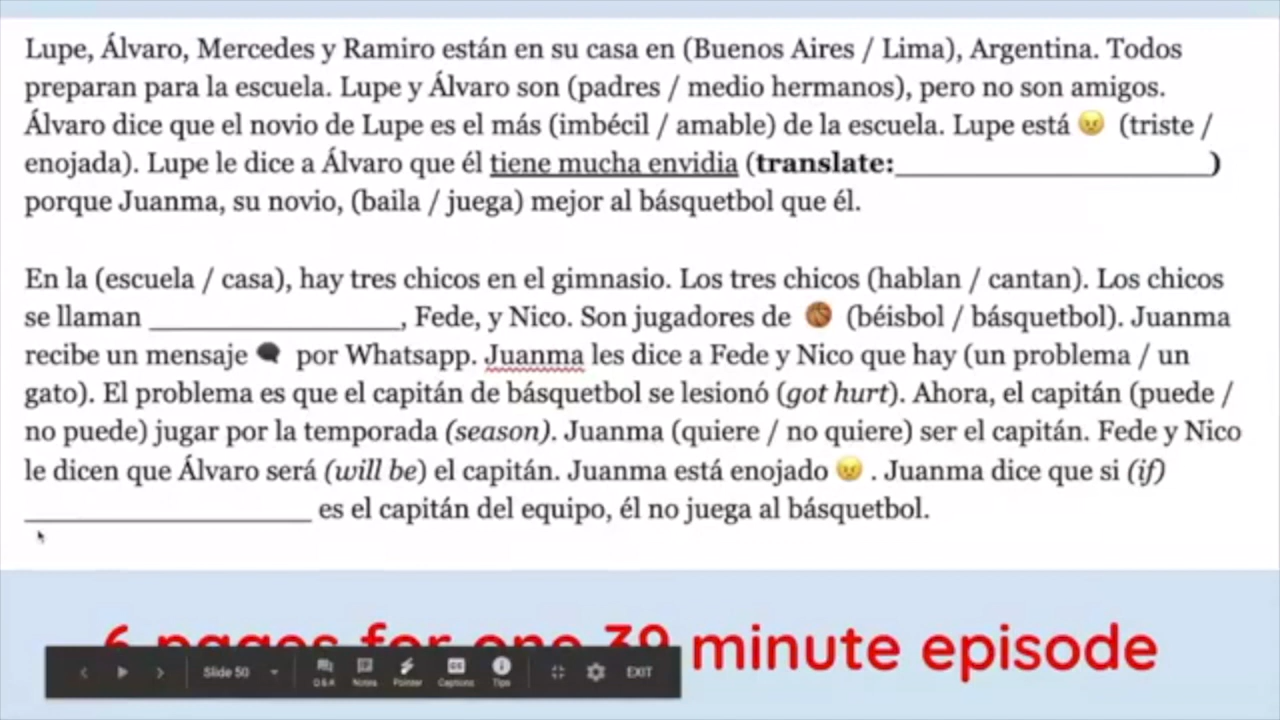 Lupe, Álvaro, Mercedes y Ramiro están en su casa en (Buenos Aires / Lima), Argentina. Todos
preparan para la escuela. Lupe y Álvaro son (padres / medio hermanos), pero no son amigos.
Álvaro dice que el novio de Lupe es el más (imbécil / amable) de la escuela. Lupe está 😠 (triste /
enojada). Lupe le dice a Álvaro que él tiene mucha envidia (translate:______________________)
porque Juanma, su novio, (baila / juega) mejor al básquetbol que él.
En la (escuela / casa), hay tres chicos en el gimnasio. Los tres chicos (hablan / cantan). Los chicos
se llaman __________________, Fede, y Nico. Son jugadores de 🏀 (béisbol / básquetbol). Juanma
recibe un mensaje 🗨 por Whatsapp. Juanma les dice a Fede y Nico que hay (un problema / un
gato). El problema es que el capitán de básquetbol se lesionó (got hurt). Ahora, el capitán (puede /
no puede) jugar por la temporada (season). Juanma (quiere / no quiere) ser el capitán. Fede y Nico
le dicen que Álvaro será (will be) el capitán. Juanma está enojado 😠 . Juanma dice que si (if)
____________________ es el capitán del equipo, él no juega al básquetbol.
6 pages for one 39 minute episode
Slide 50 Q&A Notes Pointer Captions Tips EXIT